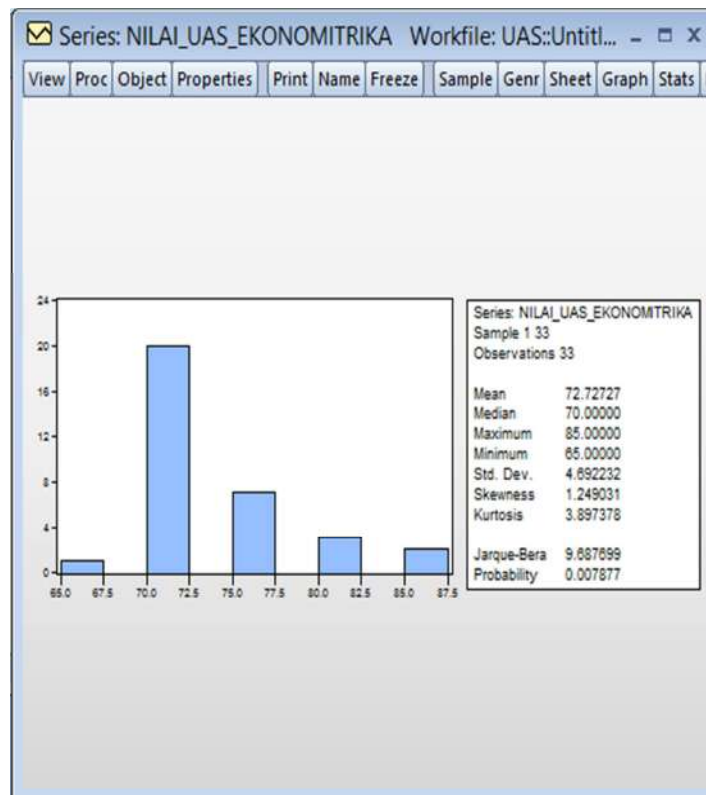 Series: NILAI_UAS_EKONOMITRIKA Workfile: UAS::Untitl...
View Proc Object Properties Print Name Freeze Sample Genr Sheet Graph Stats
24
20
16
12
8
4
0
65.0 67.5 70.0 72.5 75.0 77.5 80.0 82.5 85.0 87.5
Series: NILAI_UAS_EKONOMITRIKA
Sample 1 33
Observations 33
Mean 72.72727
Median 70.00000
Maximum 85.00000
Minimum 65.00000
Std. Dev. 4.692232
Skewness 1.249031
Kurtosis 3.897378
Jarque-Bera 9.687699
Probability 0.007877